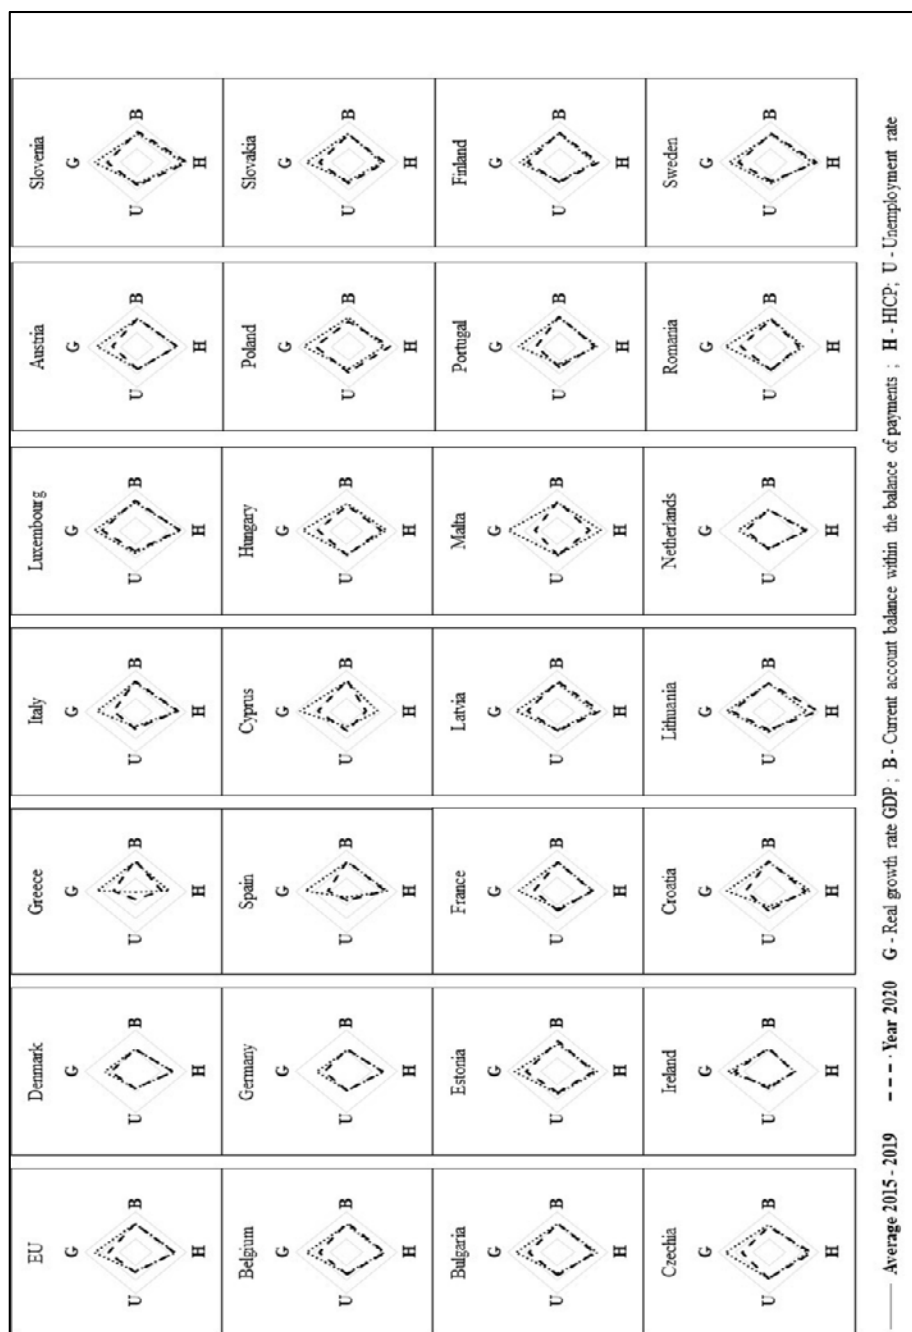 EU
G
U
B
H
Denmark
G
U
B
H
Greece
G
U
B
H
Italy
G
U
B
H
Luxembourg
G
U
B
H
Austria
G
U
B
H
Slovenia
G
U
B
H
Belgium
G
U
B
H
Germany
G
U
B
H
Spain
G
U
B
H
Cyprus
G
U
B
H
Hungary
G
U
B
H
Poland
G
U
B
H
Slovakia
G
U
B
H
Bulgaria
G
U
B
H
Estonia
G
U
B
H
France
G
U
B
H
Latvia
G
U
B
H
Malta
G
U
B
H
Portugal
G
U
B
H
Finland
G
U
B
H
Czechia
G
U
B
H
Ireland
G
U
B
H
Croatia
G
U
B
H
Lithuania
G
U
B
H
Netherlands
G
U
B
H
Romania
G
U
B
H
Sweden
G
U
B
H
Average 2015 - 2019 Year 2020 G - Real growth rate GDP ; B - Current account balance within the balance of payments ; H - HICP; U - Unemployment rate